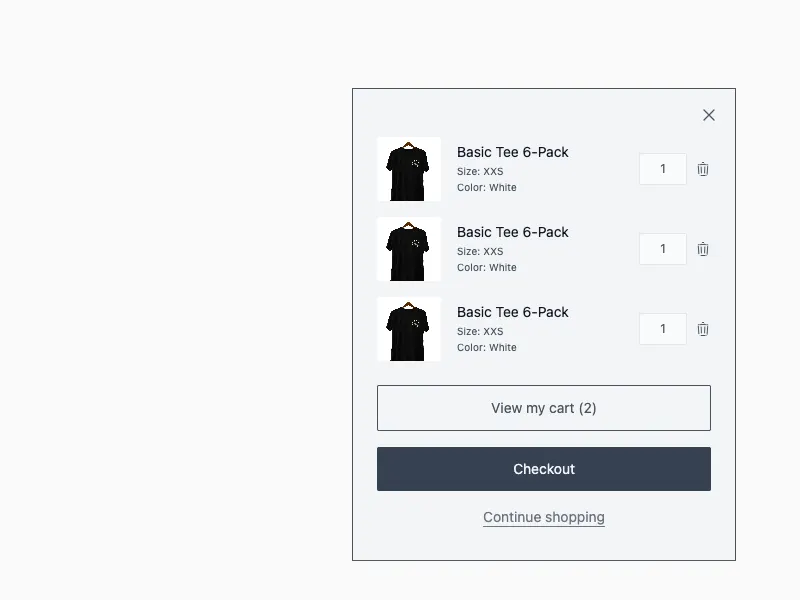 Basic Tee 6-Pack
Size: XXS
Color: White
1
Basic Tee 6-Pack
Size: XXS
Color: White
1
Basic Tee 6-Pack
Size: XXS
Color: White
1
View my cart (2)
Checkout
Continue shopping